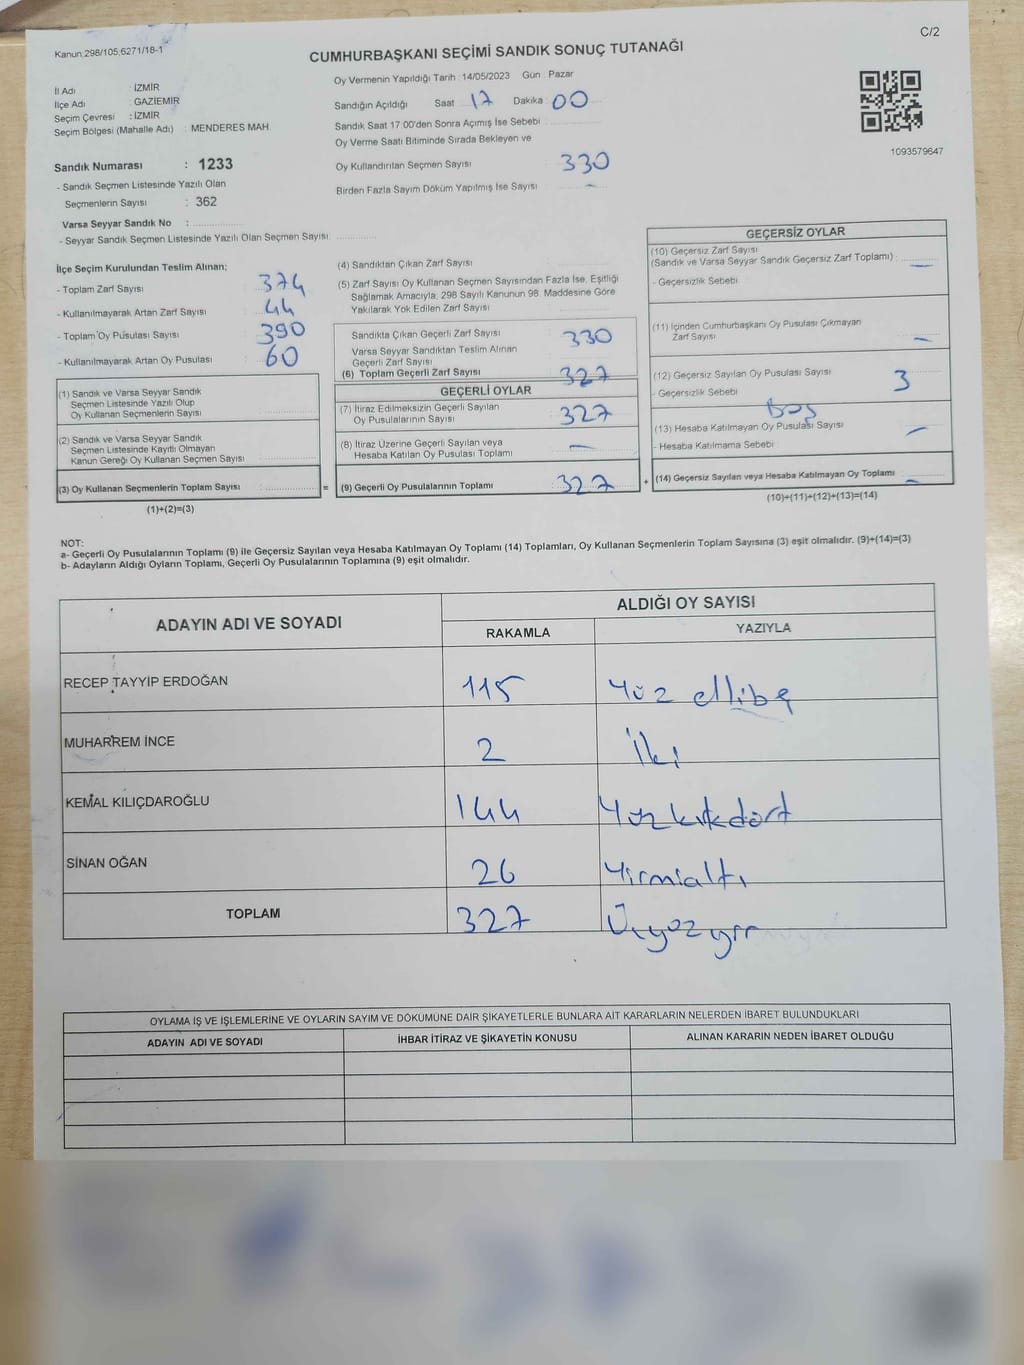 C/2
Kanun 298/105,6271/18-1
CUMHURBAŞKANI SEÇİMİ SANDIK SONUÇ TUTANAĞI
Oy Vermenin Yapıldığı Tarih : 14/05/2023 Gün : Pazar
İl Adı : İZMİR
İlçe Adı : GAZİEMİR
Seçim Çevresi : İZMİR
Seçim Bölgesi (Mahalle Adı) : MENDERES MAH
Sandığın Açıldığı Saat 17 Dakika : 00
Sandık Saat 17:00'den Sonra Açımış İse Sebebi :
Oy Verme Saati Bitiminde Sırada Bekleyen ve
Oy Kullandırılan Seçmen Sayısı : 330
Birden Fazla Sayım Döküm Yapılmış İse Sayısı : –
1093579647
Sandık Numarası : 1233
- Sandık Seçmen Listesinde Yazılı Olan
Seçmenlerin Sayısı : 362
Varsa Seyyar Sandık No :
- Seyyar Sandık Seçmen Listesinde Yazılı Olan Seçmen Sayısı:
İlçe Seçim Kurulundan Teslim Alınan;
- Toplam Zarf Sayısı : 374
- Kullanılmayarak Artan Zarf Sayısı : 44
- Toplam Oy Pusulası Sayısı : 390
- Kullanılmayarak Artan Oy Pusulası : 60
(1) Sandık ve Varsa Seyyar Sandık
Seçmen Listesinde Yazılı Olup
Oy Kullanan Seçmenlerin Sayısı :
(2) Sandık ve Varsa Seyyar Sandık
Seçmen Listesinde Kayıtlı Olmayan
Kanun Gereği Oy Kullanan Seçmen Sayısı :
(3) Oy Kullanan Seçmenlerin Toplam Sayısı : =
(1)+(2)=(3)
(4) Sandıktan Çıkan Zarf Sayısı :
(5) Zarf Sayısı Oy Kullanan Seçmen Sayısından Fazla İse, Eşitliği
Sağlamak Amacıyla, 298 Sayılı Kanunun 98. Maddesine Göre
Yakılarak Yok Edilen Zarf Sayısı :
Sandıkta Çıkan Geçerli Zarf Sayısı : 330
Varsa Seyyar Sandıktan Teslim Alınan
Geçerli Zarf Sayısı :
(6) Toplam Geçerli Zarf Sayısı : 327
GEÇERLİ OYLAR
(7) İtiraz Edilmeksizin Geçerli Sayılan
Oy Pusulalarının Sayısı : 327
(8) İtiraz Üzerine Geçerli Sayılan veya
Hesaba Katılan Oy Pusulası Toplamı : –
(9) Geçerli Oy Pusulalarının Toplamı : 327 +
GEÇERSİZ OYLAR
(10) Geçersiz Zarf Sayısı
(Sandık ve Varsa Seyyar Sandık Geçersiz Zarf Toplamı) : –
- Geçersizlik Sebebi :
(11) İçinden Cumhurbaşkanı Oy Pusulası Çıkmayan
Zarf Sayısı : –
(12) Geçersiz Sayılan Oy Pusulası Sayısı : 3
- Geçersizlik Sebebi : Boş
(13) Hesaba Katılmayan Oy Pusulası Sayısı : –
- Hesaba Katılmama Sebebi :
(14) Geçersiz Sayılan veya Hesaba Katılmayan Oy Toplamı : –
(10)+(11)+(12)+(13)=(14)
NOT:
a- Geçerli Oy Pusulalarının Toplamı (9) ile Geçersiz Sayılan veya Hesaba Katılmayan Oy Toplamı (14) Toplamları, Oy Kullanan Seçmenlerin Toplam Sayısına (3) eşit olmalıdır. (9)+(14)=(3)
b- Adayların Aldığı Oyların Toplamı, Geçerli Oy Pusulalarının Toplamına (9) eşit olmalıdır.
ADAYIN ADI VE SOYADI ALDIĞI OY SAYISI
RAKAMLA YAZIYLA
RECEP TAYYİP ERDOĞAN 115 Yüz ellibeş
MUHARREM İNCE 2 İki
KEMAL KILIÇDAROĞLU 144 Yüz kırkdört
SİNAN OĞAN 26 Yirmialtı
TOPLAM 327 Üçyüz
OYLAMA İŞ VE İŞLEMLERİNE VE OYLARIN SAYIM VE DÖKÜMÜNE DAİR ŞİKAYETLERLE BUNLARA AİT KARARLARIN NELERDEN İBARET BULUNDUKLARI
ADAYIN ADI VE SOYADI İHBAR İTİRAZ VE ŞİKAYETİN KONUSU ALINAN KARARIN NEDEN İBARET OLDUĞU